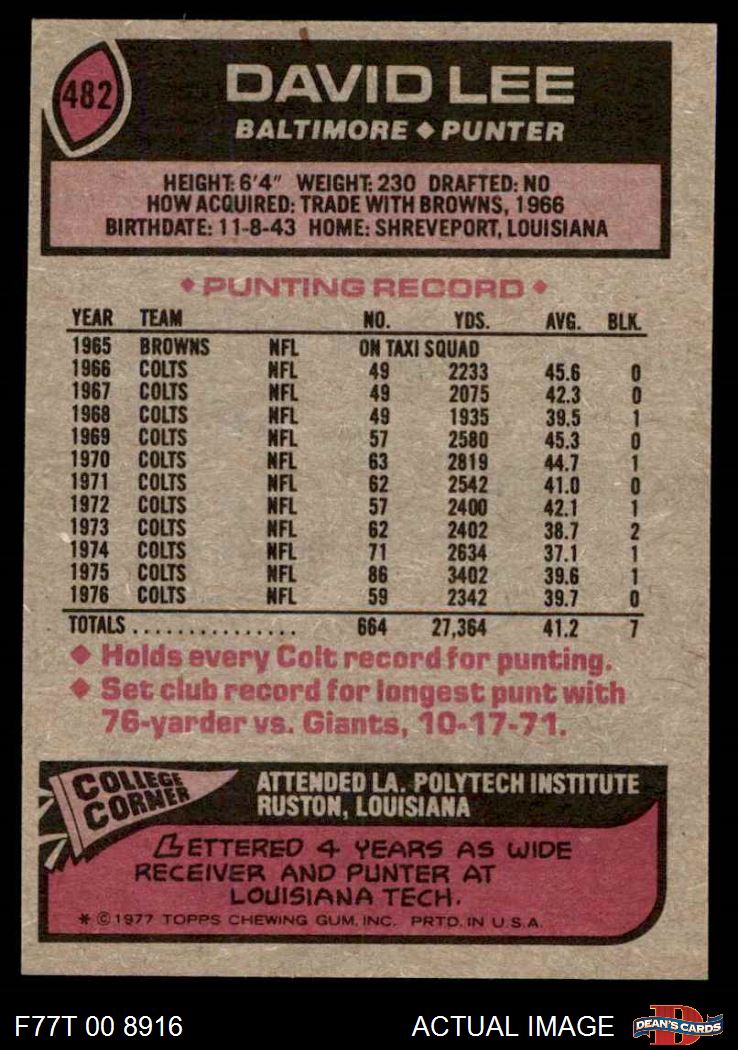 482
DAVID LEE
BALTIMORE ◆ PUNTER
HEIGHT: 6'4" WEIGHT: 230 DRAFTED: NO
HOW ACQUIRED: TRADE WITH BROWNS, 1966
BIRTHDATE: 11-8-43 HOME: SHREVEPORT, LOUISIANA
◆ PUNTING RECORD ◆
YEAR TEAM NO. YDS. AVG. BLK.
1965 BROWNS NFL ON TAXI SQUAD
1966 COLTS NFL 49 2233 45.6 0
1967 COLTS NFL 49 2075 42.3 0
1968 COLTS NFL 49 1935 39.5 1
1969 COLTS NFL 57 2580 45.3 0
1970 COLTS NFL 63 2819 44.7 1
1971 COLTS NFL 62 2542 41.0 0
1972 COLTS NFL 57 2400 42.1 1
1973 COLTS NFL 62 2402 38.7 2
1974 COLTS NFL 71 2634 37.1 1
1975 COLTS NFL 86 3402 39.6 1
1976 COLTS NFL 59 2342 39.7 0
TOTALS ............... 664 27,364 41.2 7
◆ Holds every Colt record for punting.
◆ Set club record for longest punt with
76-yarder vs. Giants, 10-17-71.
COLLEGE
CORNER
ATTENDED LA. POLYTECH INSTITUTE
RUSTON, LOUISIANA
LETTERED 4 YEARS AS WIDE
RECEIVER AND PUNTER AT
LOUISIANA TECH.
* © 1977 TOPPS CHEWING GUM, INC. PRTD. IN U.S.A.
F77T 00 8916 ACTUAL IMAGE
D
DEAN'S CARDS